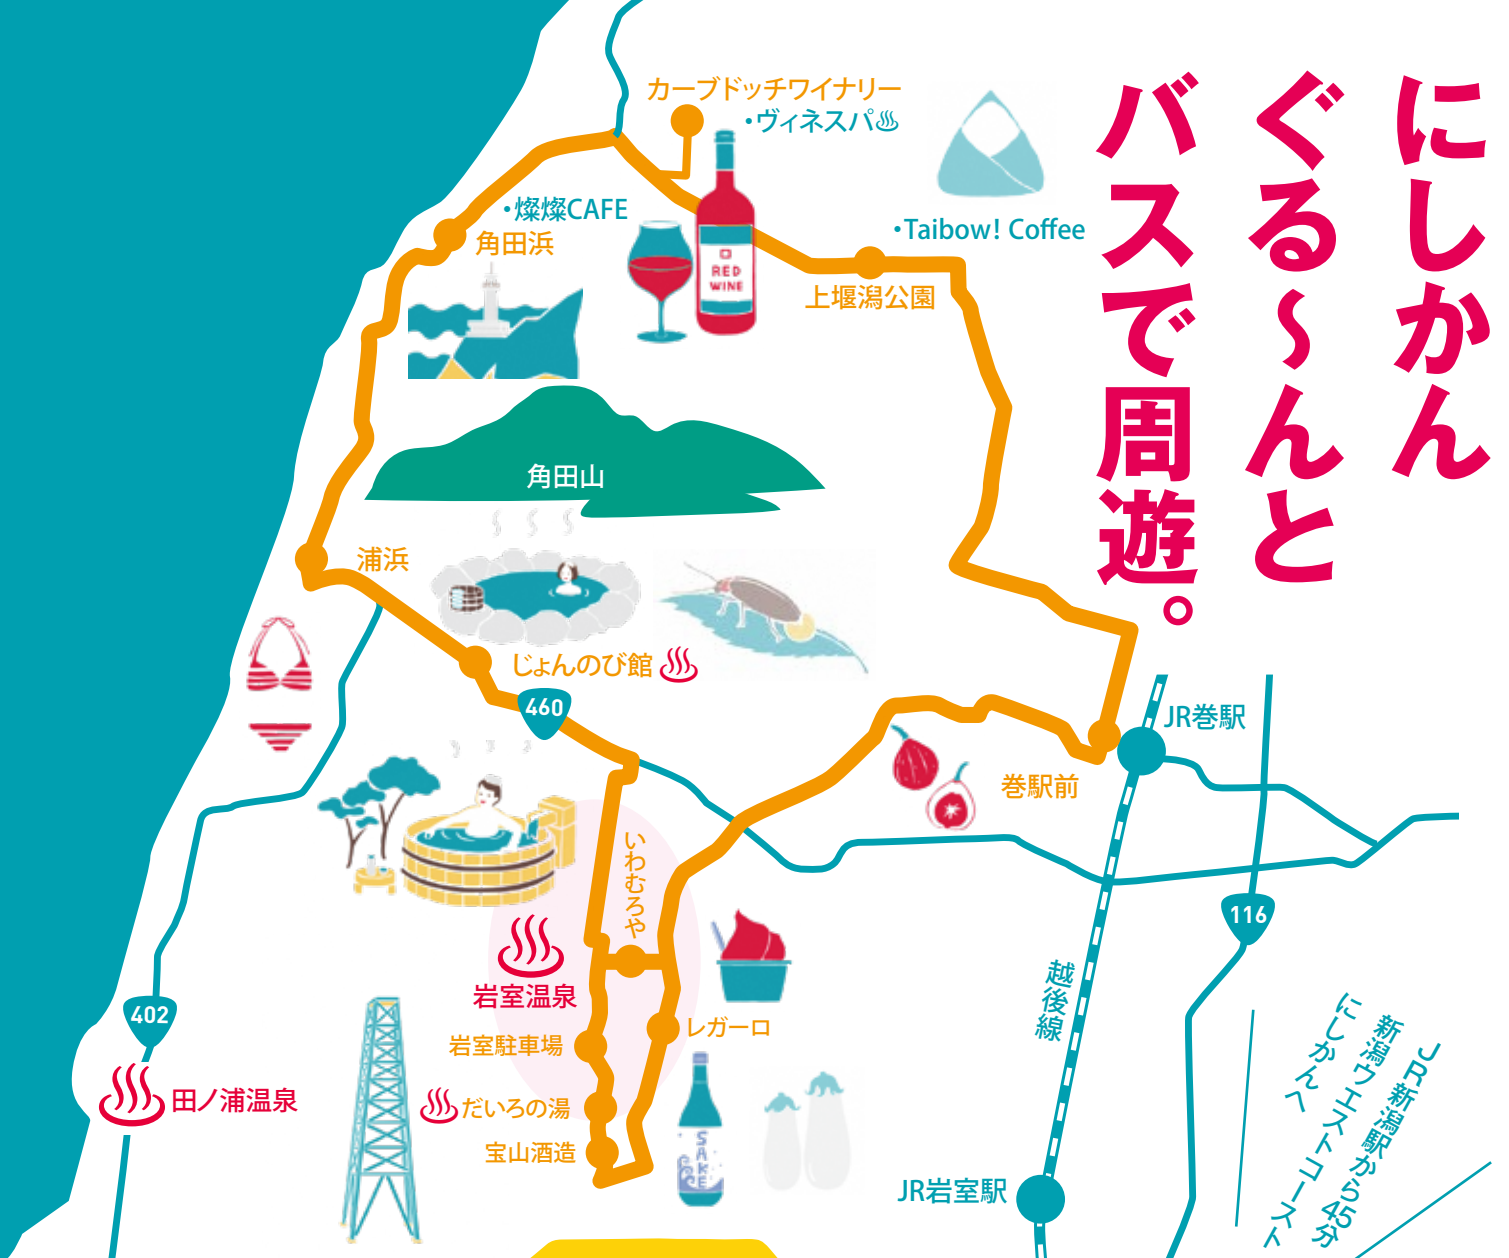 にしかん
ぐる〜んと
バスで周遊。
カーブドッチワイナリー
・ヴィネスパ
・燦燦CAFE
角田浜
・Taibow! Coffee
上堰潟公園
RED
WINE
角田山
浦浜
じょんのび館
460
JR巻駅
巻駅前
いわむろや
岩室温泉
116
越後線
402
田ノ浦温泉
岩室駐車場
レガーロ
だいろの湯
宝山酒造
SAKE
JR岩室駅
JR新潟駅から45分
新潟ウエストコースト
にしかんへ